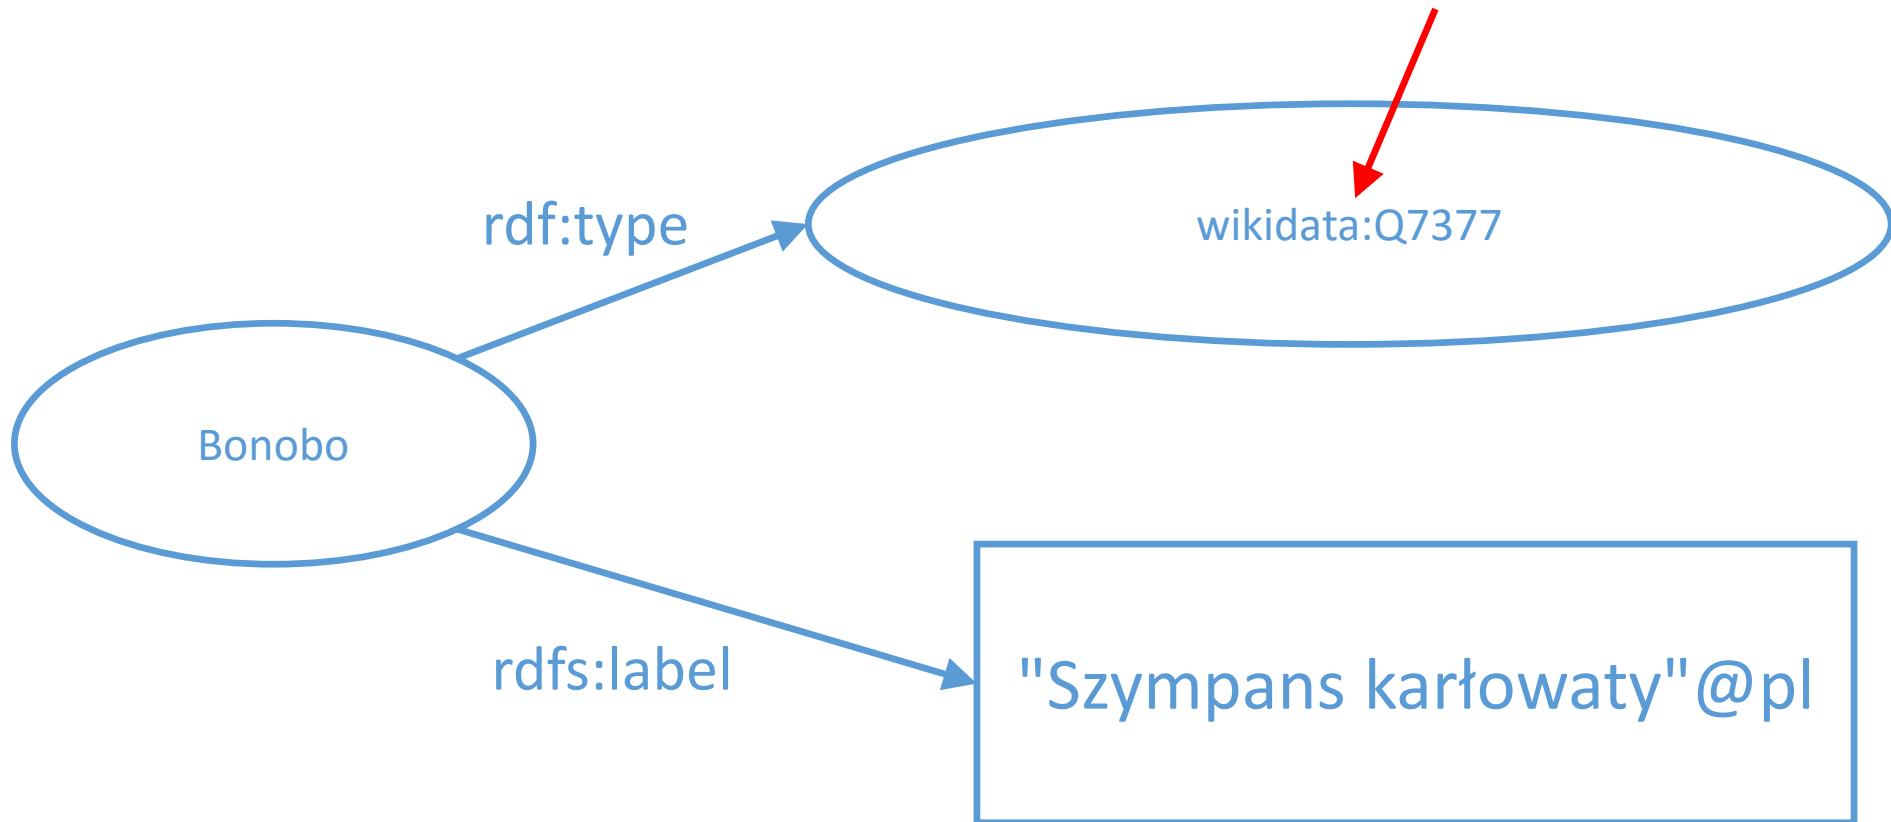 rdf:type
wikidata:Q7377
Bonobo
rdfs:label
"Szympans karłowaty"@pl